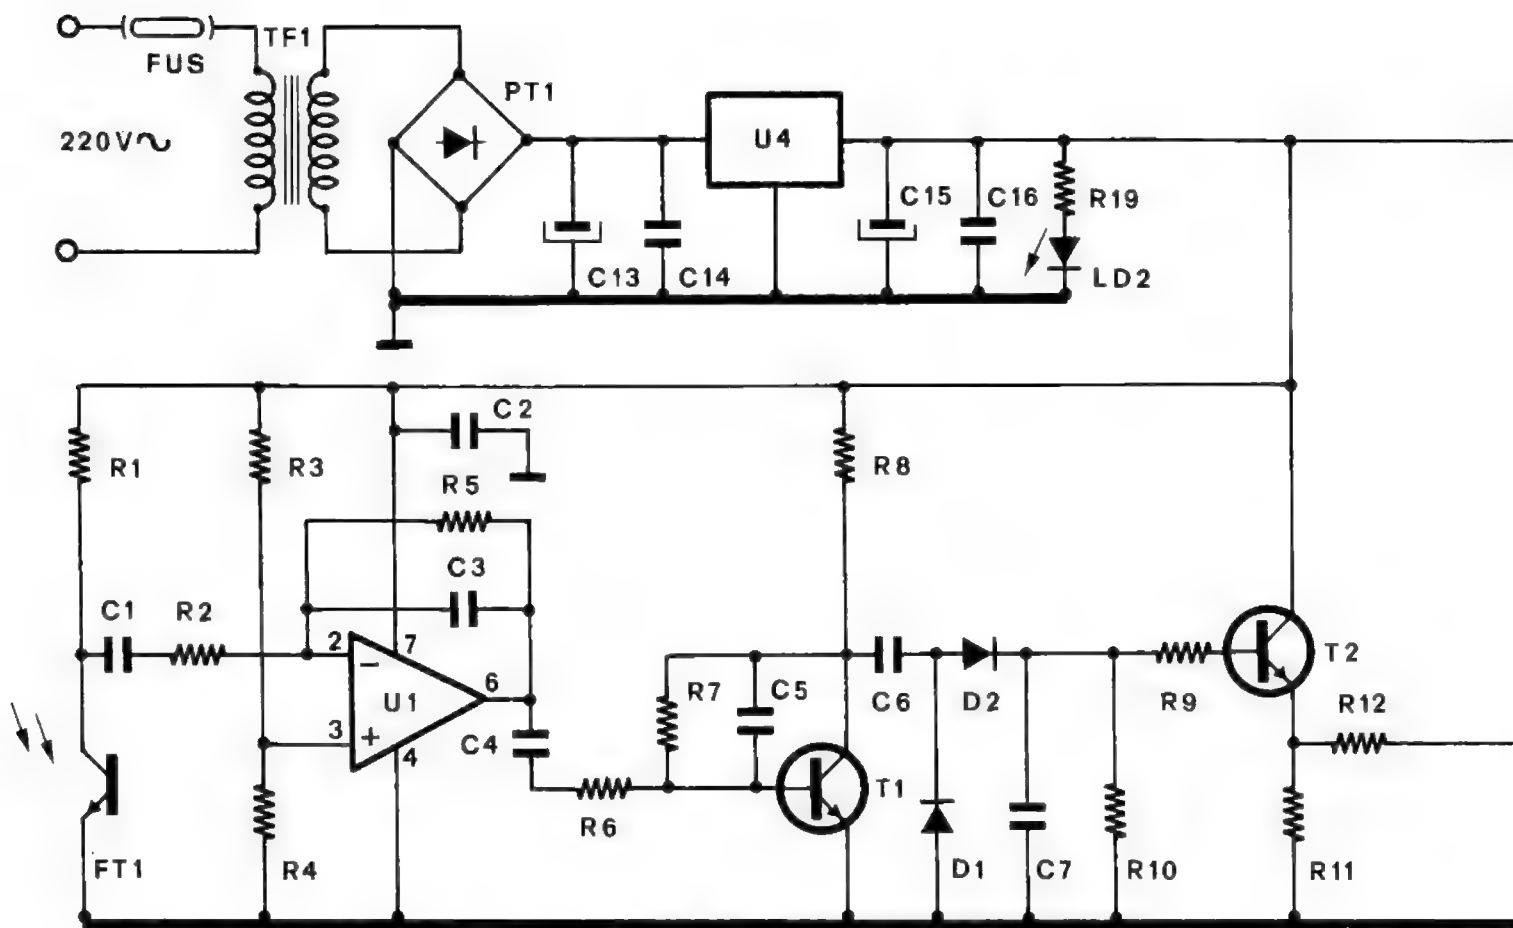 TF1
FUS
PT1
220V~
U4
C15
C16
R19
C13
C14
LD2
C2
R1
R3
R8
R5
C3
C1
R2
2
7
−
U1
6
R7
C5
C6
D2
R9
T2
R12
3
+
4
C4
T1
R6
FT1
R4
D1
C7
R10
R11